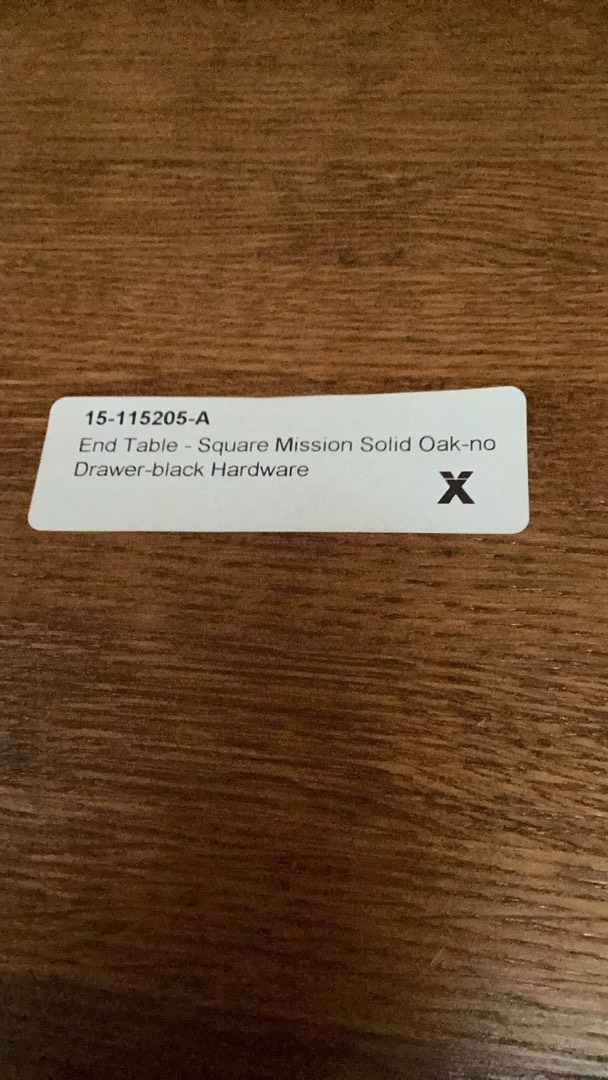 15-115205-A
End Table - Square Mission Solid Oak-no
Drawer-black Hardware
X